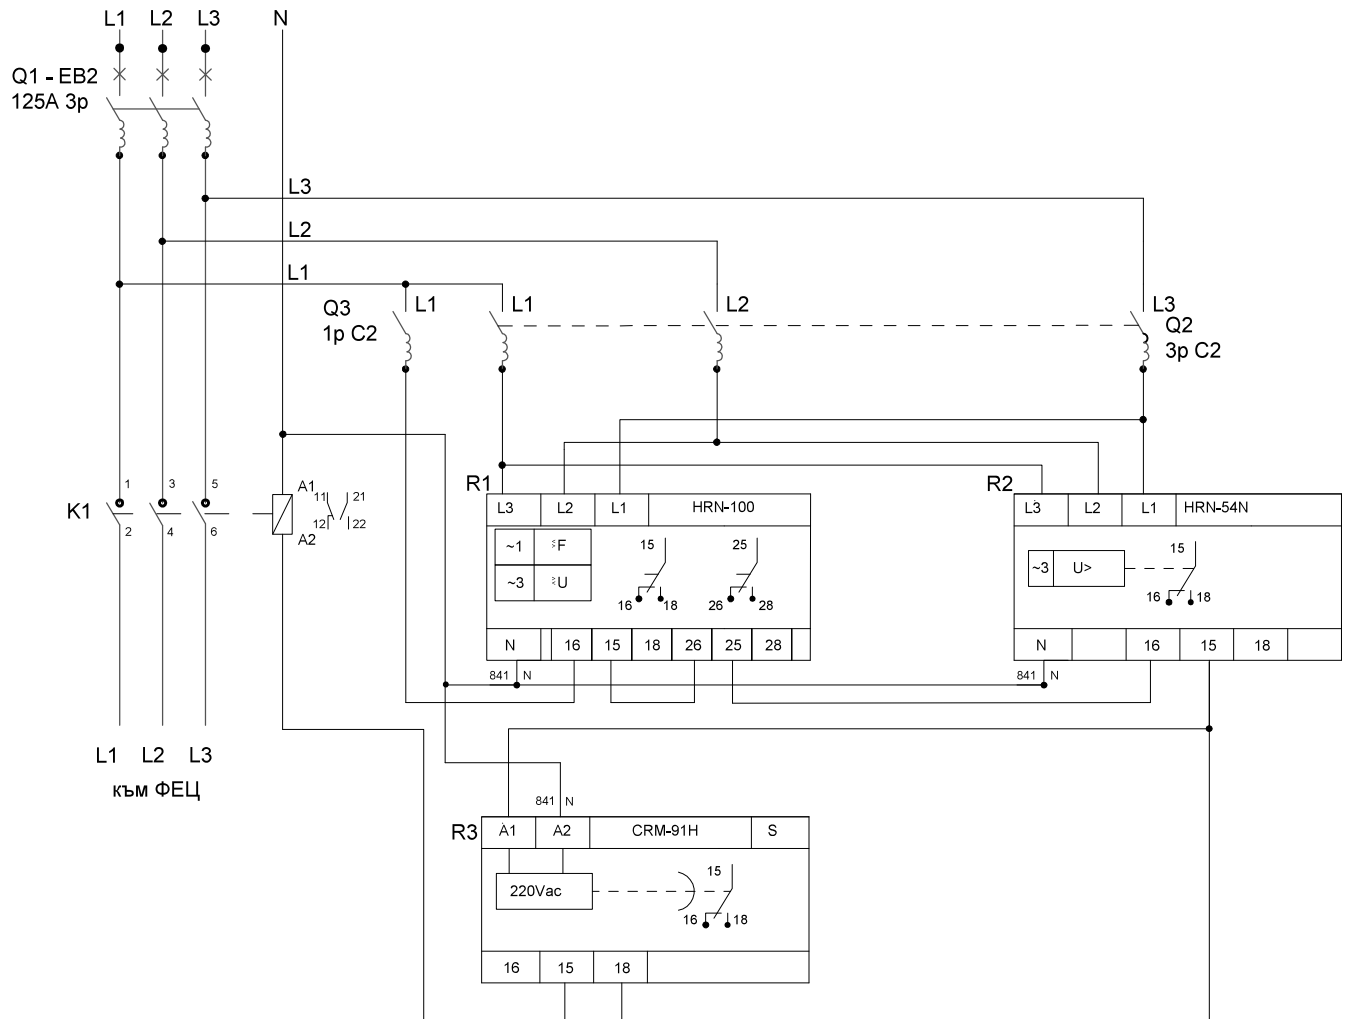 L1 L2 L3 N
Q1 - EB2
125A 3p
L3
L2
L1
Q3
1p C2
L1 L1 L2 L3
Q2
3p C2
K1
1 3 5
2 4 6
A1
A2
11 21
12 22
R1
L3 L2 L1 HRN-100
~1 F
~3 U
15 25
16 18 26 28
N 16 15 18 26 25 28
841 N
R2
L3 L2 L1 HRN-54N
~3 U>
15
16 18
N 16 15 18
841 N
L1 L2 L3
към ФЕЦ
841 N
R3
A1 A2 CRM-91H S
220Vac
15
16 18
16 15 18